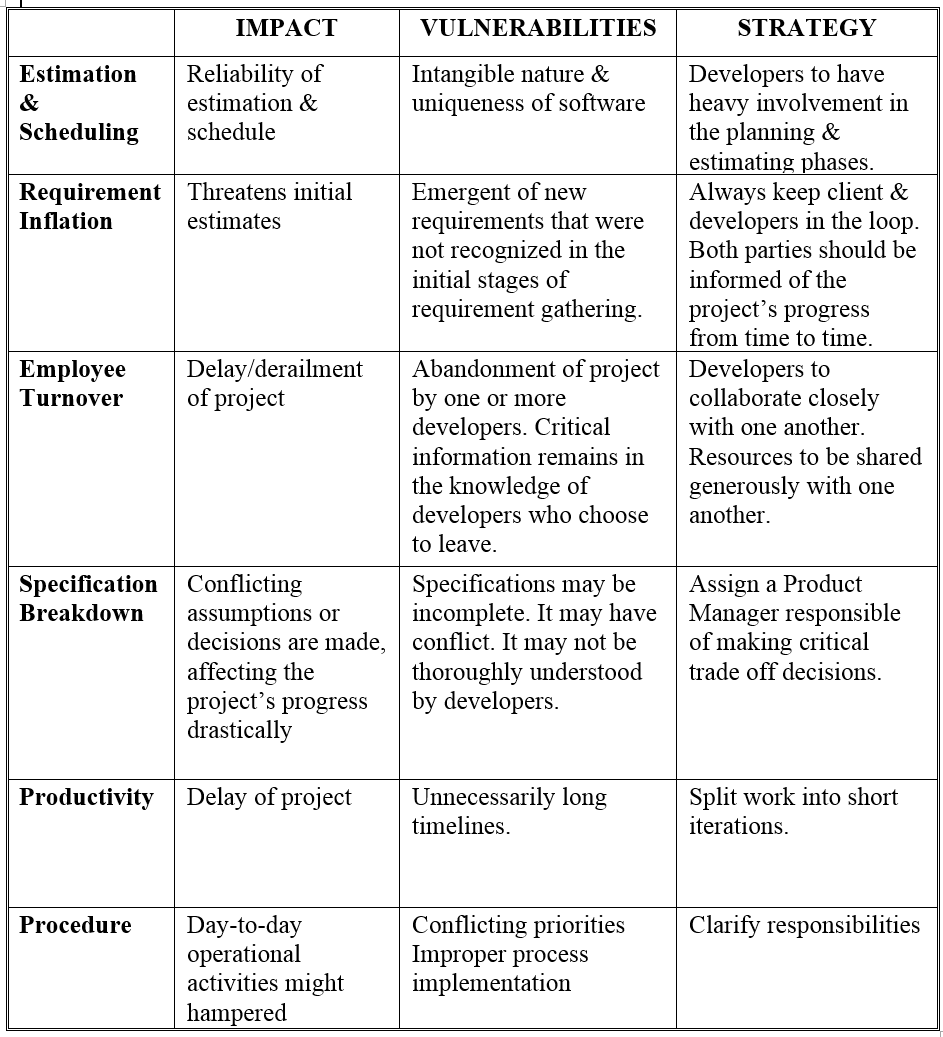 IMPACT VULNERABILITIES STRATEGY
Estimation
&
Scheduling
Reliability of
estimation &
schedule
Intangible nature &
uniqueness of software
Developers to have
heavy involvement in
the planning &
estimating phases.
Requirement
Inflation
Threatens initial
estimates
Emergent of new
requirements that were
not recognized in the
initial stages of
requirement gathering.
Always keep client &
developers in the loop.
Both parties should be
informed of the
project’s progress
from time to time.
Employee
Turnover
Delay/derailment
of project
Abandonment of project
by one or more
developers. Critical
information remains in
the knowledge of
developers who choose
to leave.
Developers to
collaborate closely
with one another.
Resources to be shared
generously with one
another.
Specification
Breakdown
Conflicting
assumptions or
decisions are made,
affecting the
project’s progress
drastically
Specifications may be
incomplete. It may have
conflict. It may not be
thoroughly understood
by developers.
Assign a Product
Manager responsible
of making critical
trade off decisions.
Productivity
Delay of project
Unnecessarily long
timelines.
Split work into short
iterations.
Procedure
Day-to-day
operational
activities might
hampered
Conflicting priorities
Improper process
implementation
Clarify responsibilities